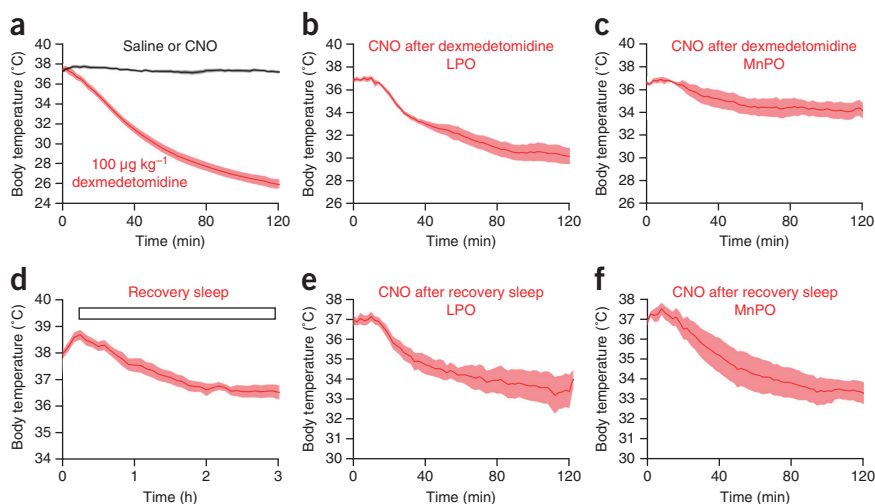 a
Saline or CNO
Body temperature (°C)
40
38
36
34
32
30
28
26
24
100 µg kg⁻¹
dexmedetomidine
0
40
80
120
Time (min)
b
CNO after dexmedetomidine
LPO
Body temperature (°C)
40
38
36
34
32
30
28
26
0
40
80
120
Time (min)
c
CNO after dexmedetomidine
MnPO
Body temperature (°C)
40
38
36
34
32
30
28
26
0
40
80
120
Time (min)
d
Recovery sleep
Body temperature (°C)
40
39
38
37
36
35
34
0
1
2
3
Time (h)
e
CNO after recovery sleep
LPO
Body temperature (°C)
38
37
36
35
34
33
32
31
30
0
40
80
120
Time (min)
f
CNO after recovery sleep
MnPO
Body temperature (°C)
38
37
36
35
34
33
32
31
30
0
40
80
120
Time (min)